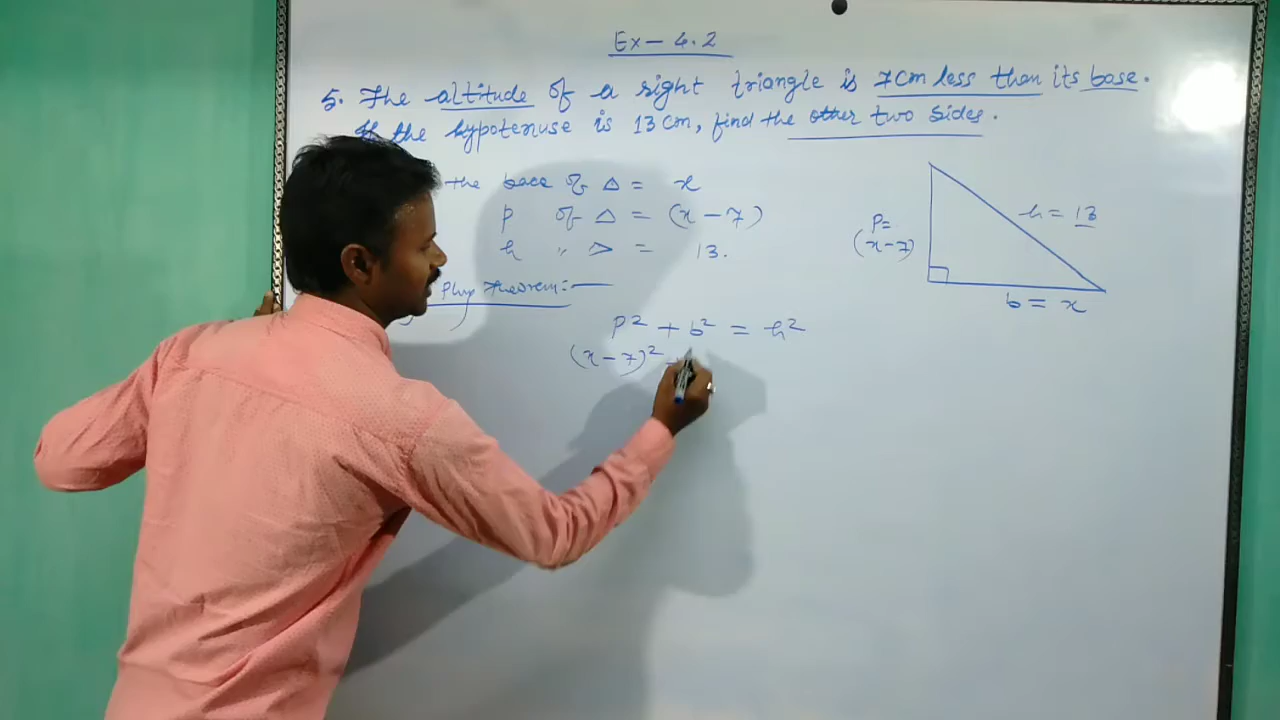 Ex - 4.2
5. The altitude of a right triangle is 7cm less than its base.
If the hypotenuse is 13 cm, find the other two sides.
the base of △ = x
p of △ = (x - 7)
h " △ = 13.
Theorem:-
p² + b² = h²
(x - 7)² +
P=
(x-7)
h = 13
b = x